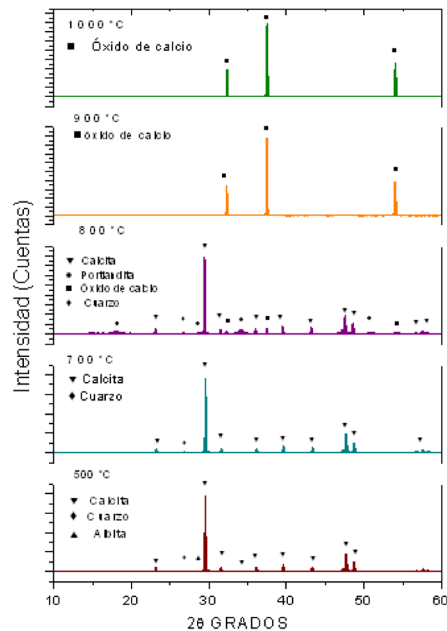 1000 °C
■ Óxido de calcio
900 °C
■ óxido de calcio
800 °C
▼ Calcita
• Portlandita
■ Óxido de cabio
♦ Cuarzo
700 °C
▼ Calcita
♦ Cuarzo
500 °C
▼ Calcita
♦ Cuarzo
▲ Albita
Intensidad (Cuentas)
10 20 30 40 50 60
2θ GRADOS